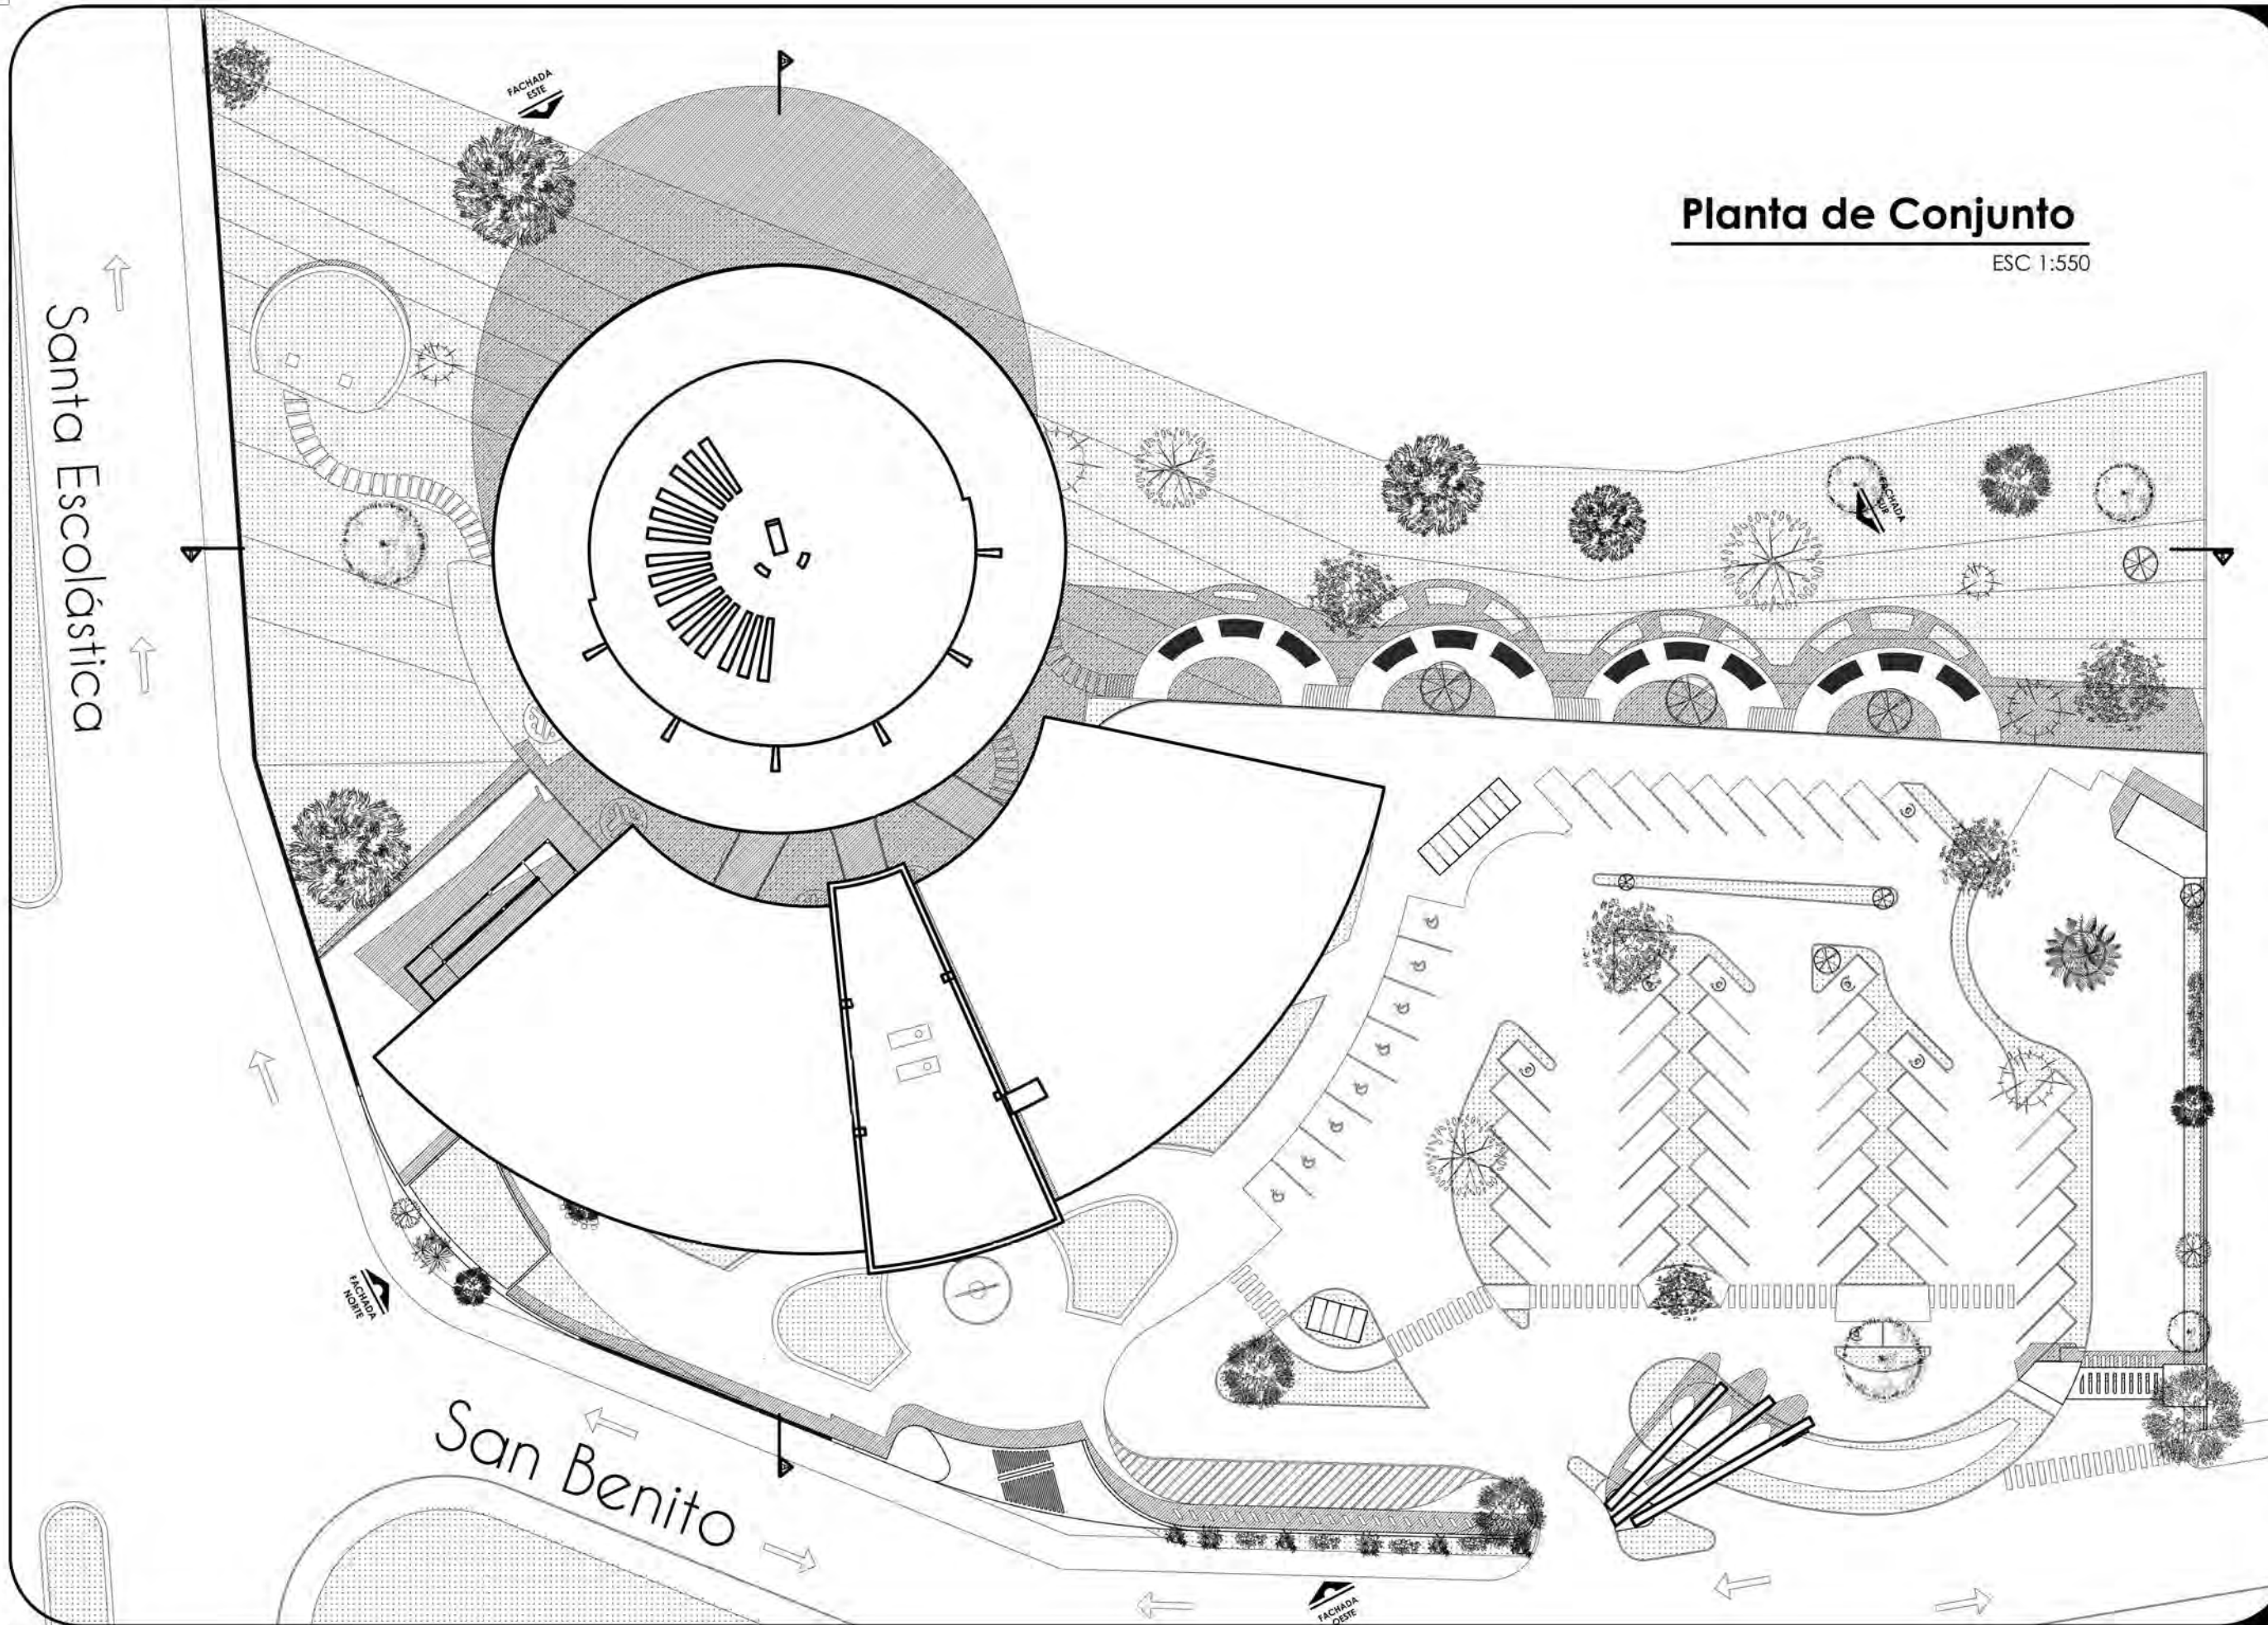 FACHADA
ESTE
Planta de Conjunto
ESC 1:550
Santa Escolástica
FACHADA
SUR
FACHADA
NORTE
San Benito
FACHADA
OESTE